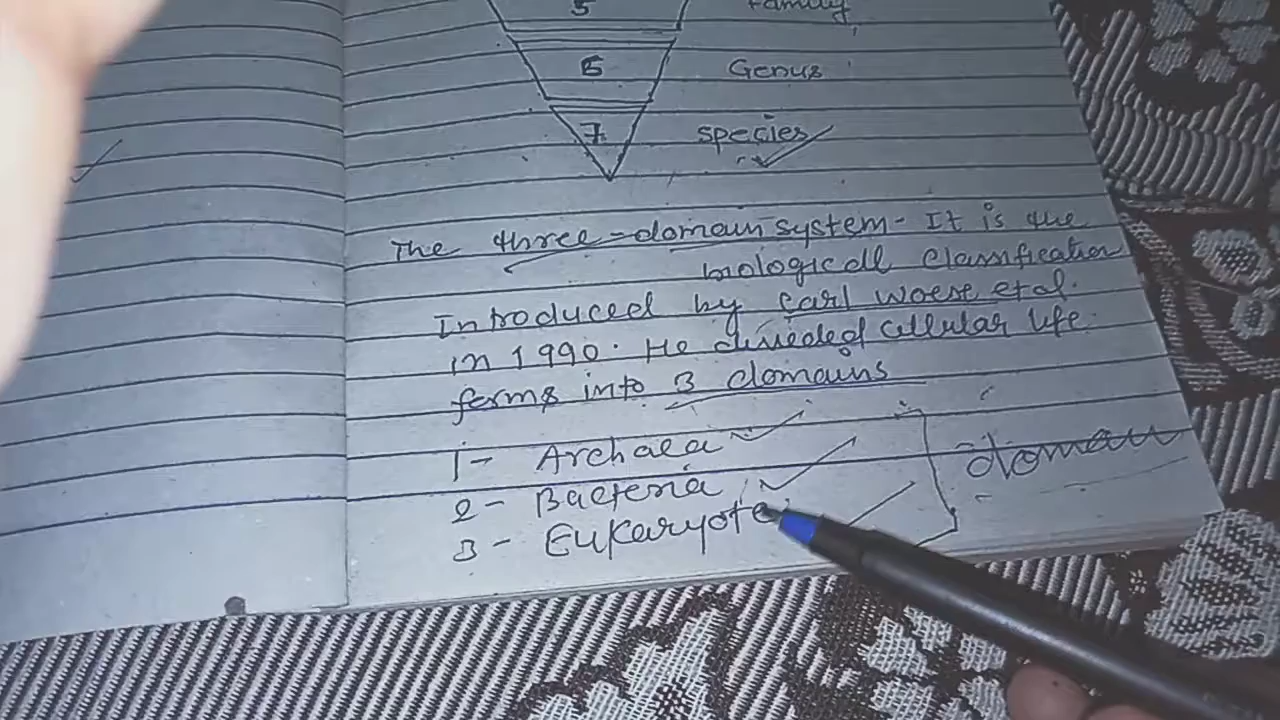 5 Family
6 Genus
7 species
The three-domain system - It is the
biological classification
Introduced by Carl Woese et al.
in 1990. He divided cellular life
forms into 3 domains
1- Archaea
2- Bacteria
3- Eukaryote
domain